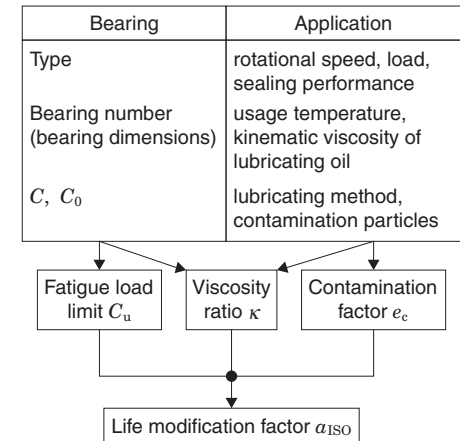 Bearing
Application
Type
rotational speed, load,
sealing performance
Bearing number
(bearing dimensions)
usage temperature,
kinematic viscosity of
lubricating oil
C, C0
lubricating method,
contamination particles
Fatigue load
limit Cu
Viscosity
ratio κ
Contamination
factor ec
Life modification factor aISO